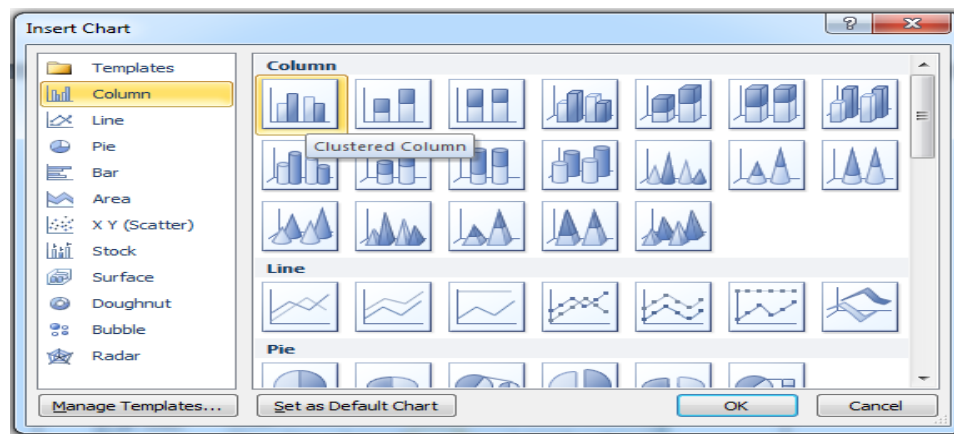 Insert Chart
Templates
Column
Line
Pie
Bar
Area
X Y (Scatter)
Stock
Surface
Doughnut
Bubble
Radar
Column
Clustered Column
Line
Pie
Manage Templates...
Set as Default Chart
OK
Cancel